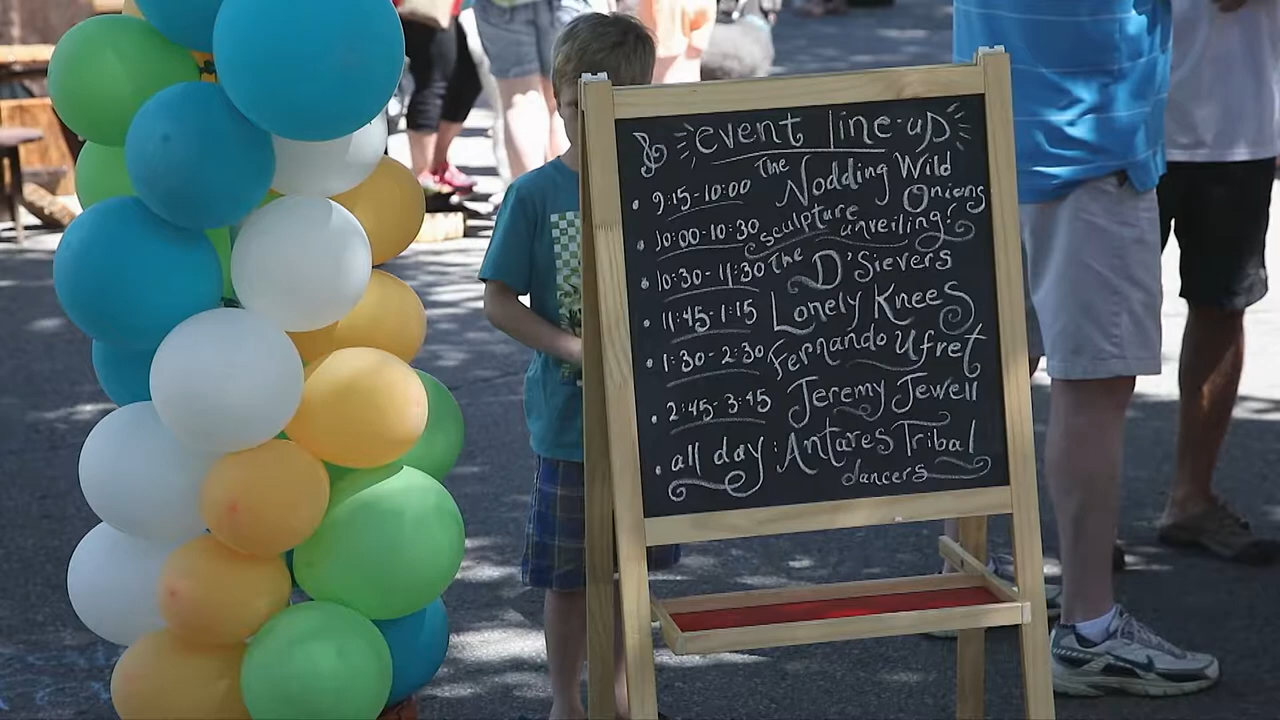 event line-up
9:15-10:00 The Nodding Wild Onions
10:00-10:30 sculpture unveiling!
10:30-11:30 The D'Sievers
11:45-1:15 Lonely Knees
1:30-2:30 Fernando Ufret
2:45-3:45 Jeremy Jewell
all day: Antares Tribal
dancers